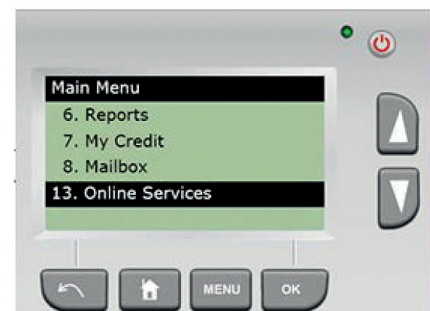 Main Menu
6. Reports
7. My Credit
8. Mailbox
13. Online Services
MENU
OK